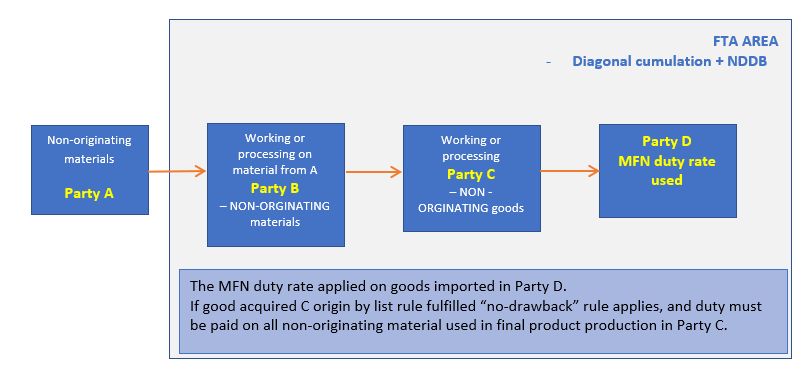 FTA AREA
- Diagonal cumulation + NDDB
Non-originating
materials
Party A
Working or
processing on
material from A
Party B
– NON-ORGINATING
materials
Working or
processing
Party C
– NON -
ORGINATING goods
Party D
MFN duty rate
used
The MFN duty rate applied on goods imported in Party D.
If good acquired C origin by list rule fulfilled “no-drawback” rule applies, and duty must
be paid on all non-originating material used in final product production in Party C.